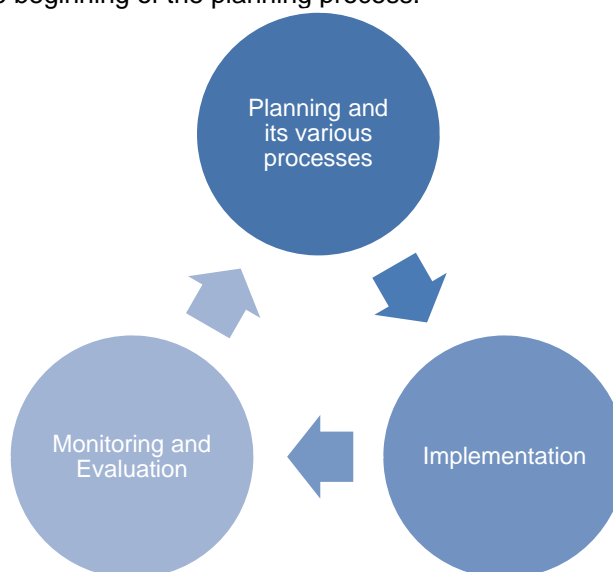 beginning of the planning process.
Planning and
its various
processes
Monitoring and
Evaluation
Implementation